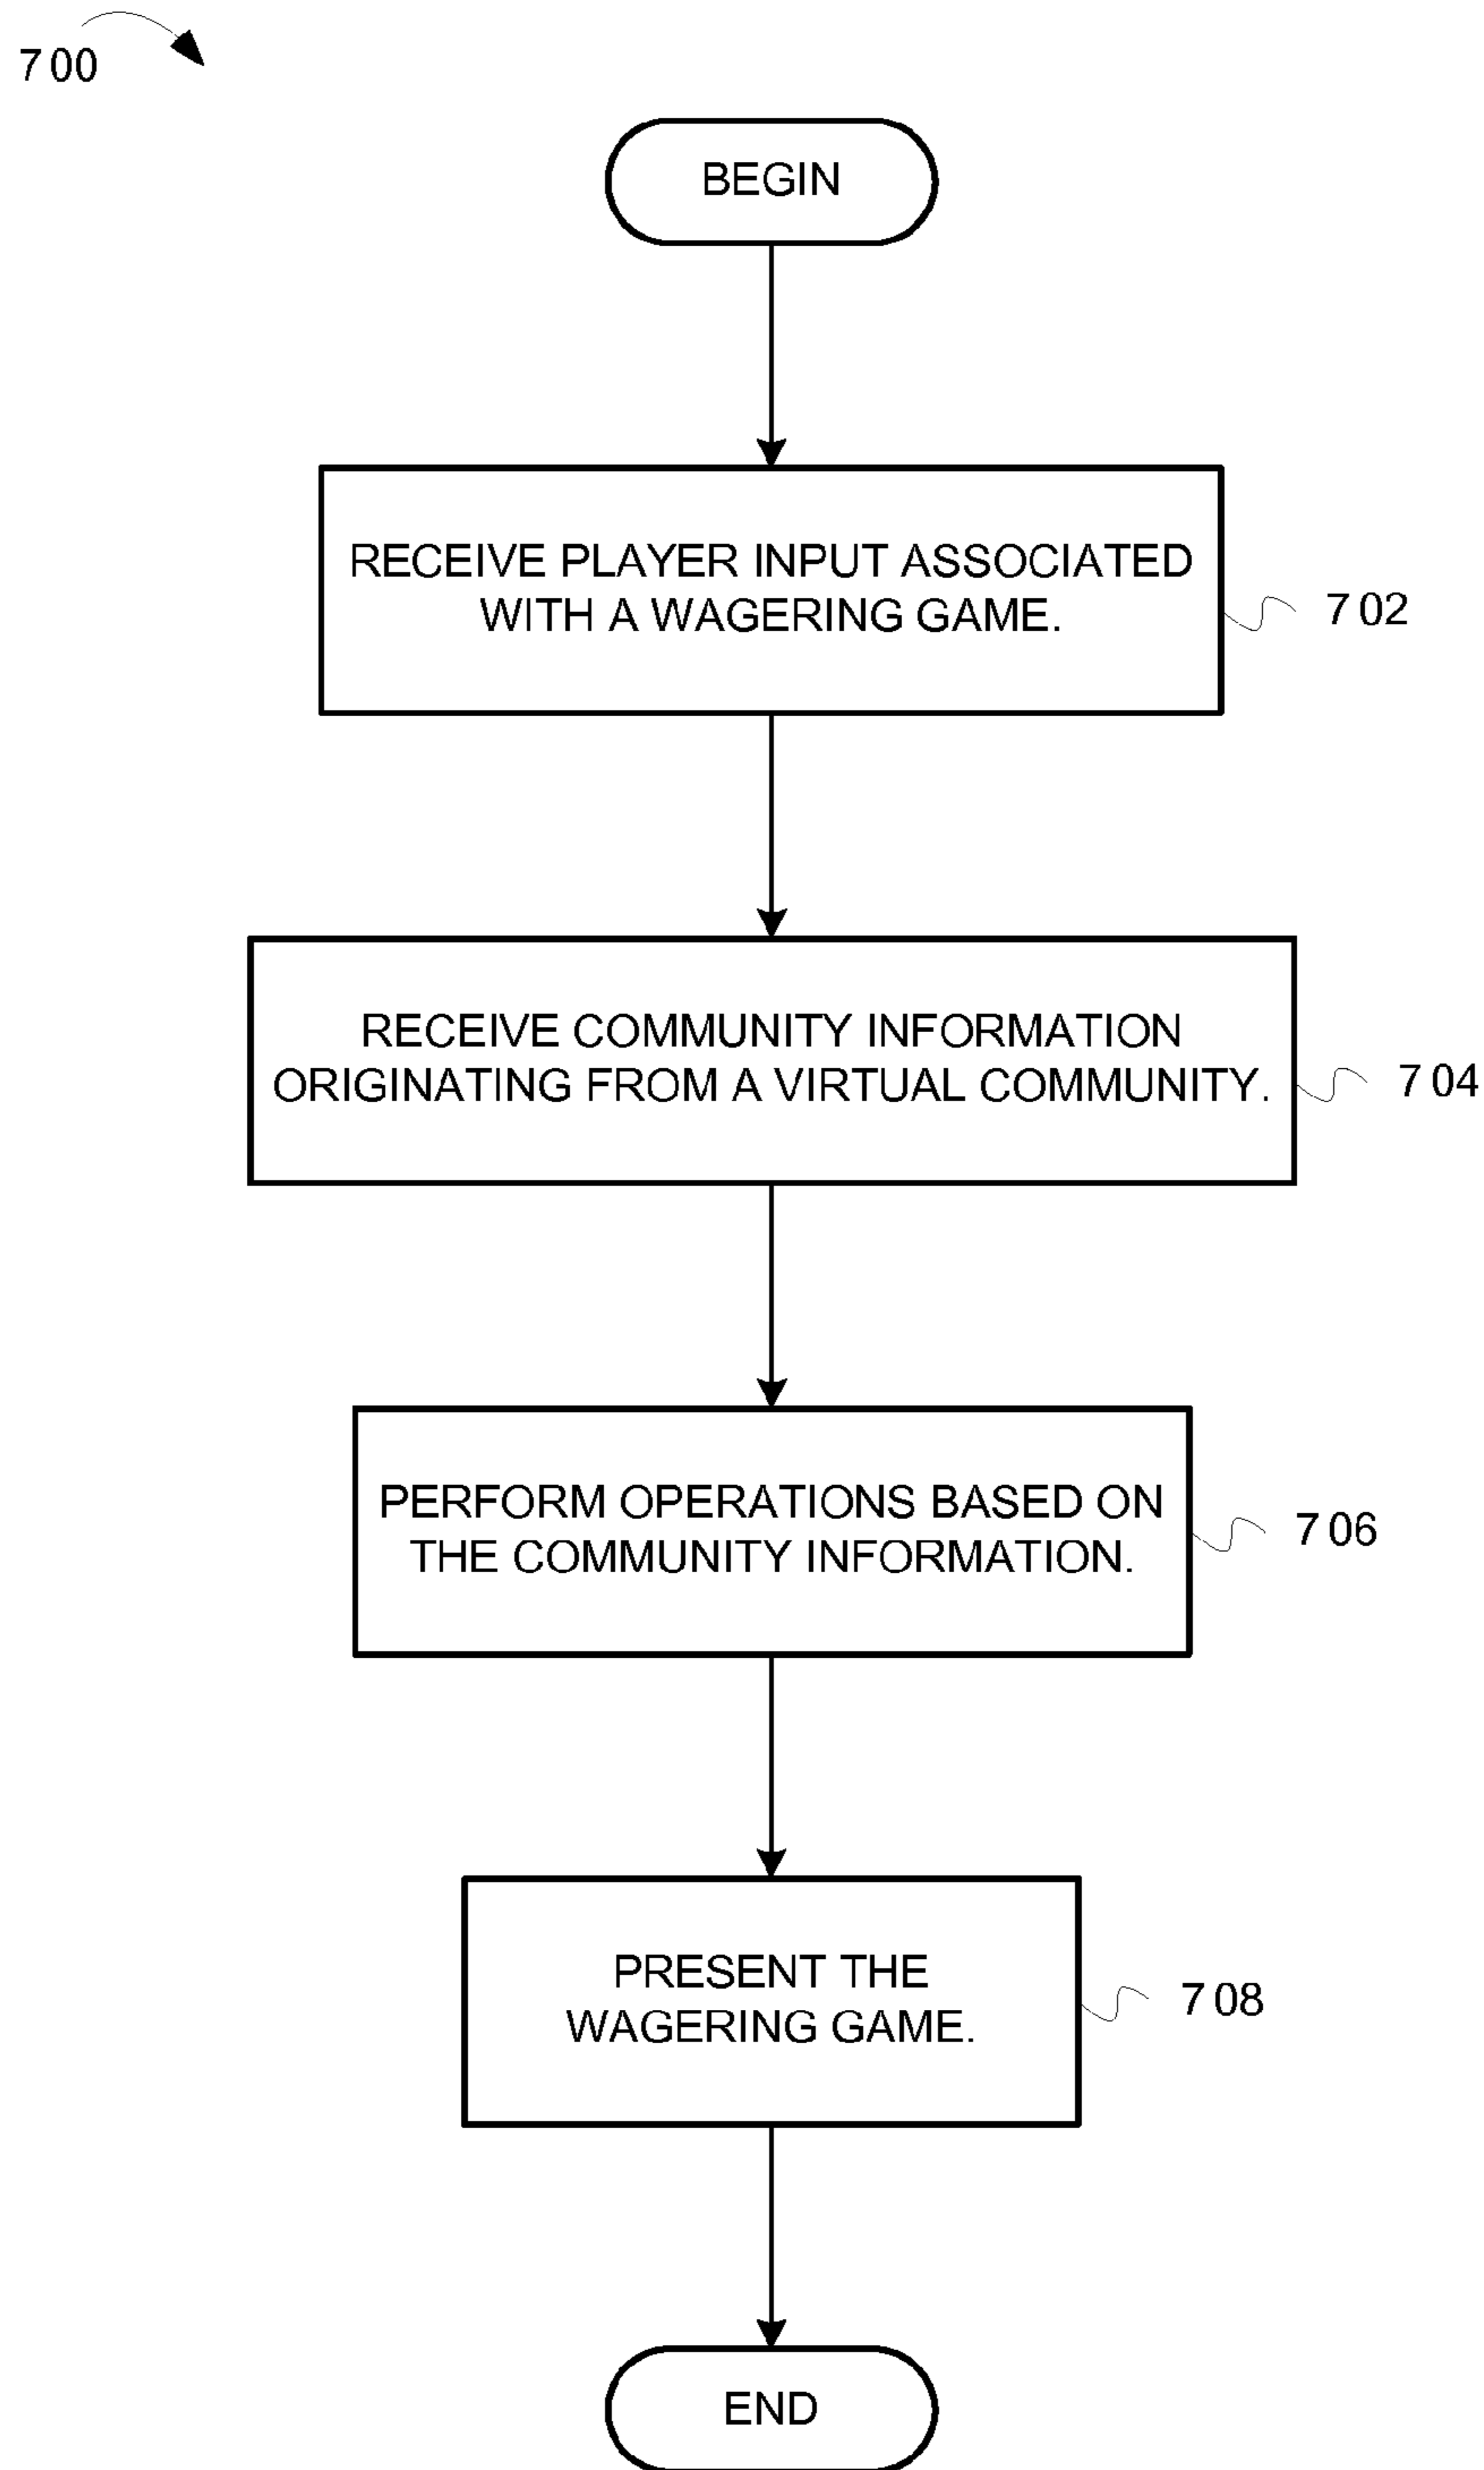 700
BEGIN
RECEIVE PLAYER INPUT ASSOCIATED
WITH A WAGERING GAME.
702
RECEIVE COMMUNITY INFORMATION
ORIGINATING FROM A VIRTUAL COMMUNITY.
704
PERFORM OPERATIONS BASED ON
THE COMMUNITY INFORMATION.
706
PRESENT THE
WAGERING GAME.
708
END